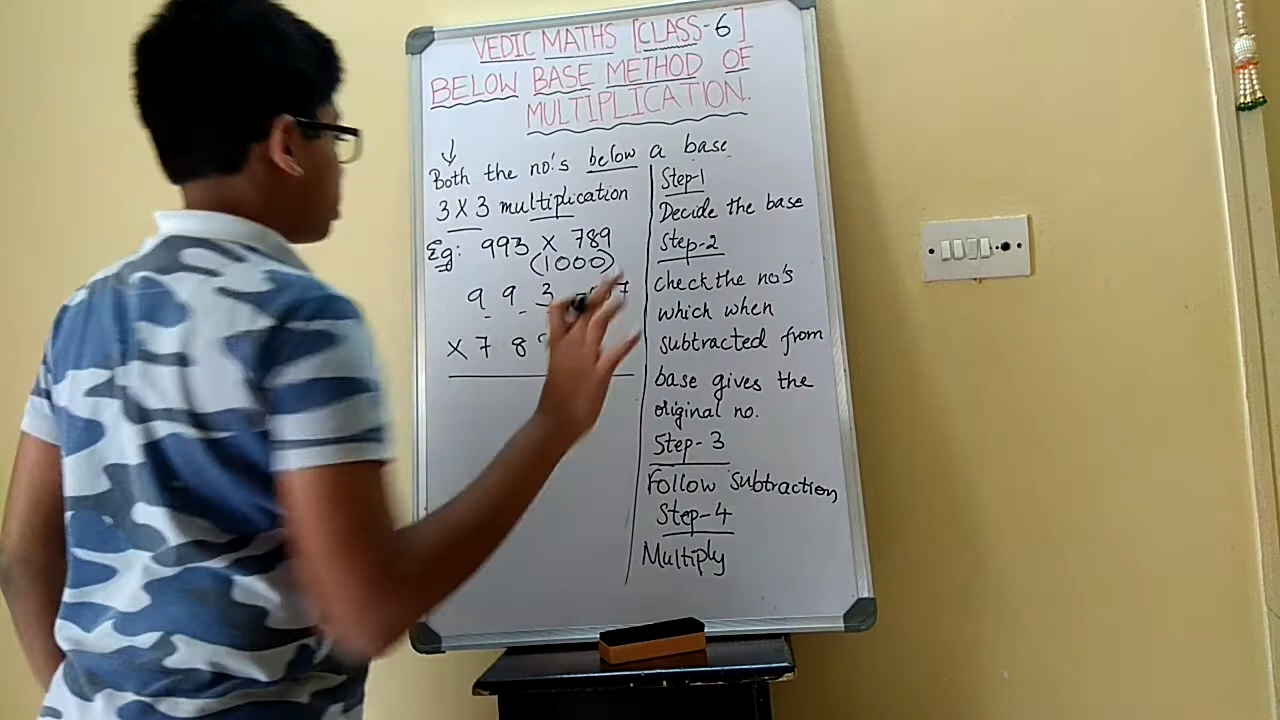 VEDIC MATHS [CLASS-6]
BELOW BASE METHOD OF
MULTIPLICATION.
↓
Both the no's below a base
3 X 3 multiplication
Eg: 993 X 789
(1000)
9 9 3 7
X 7 8
Step-1
Decide the base
Step-2
check the no's
which when
subtracted from
base gives the
original no.
Step-3
Follow subtraction,
Step-4
Multiply